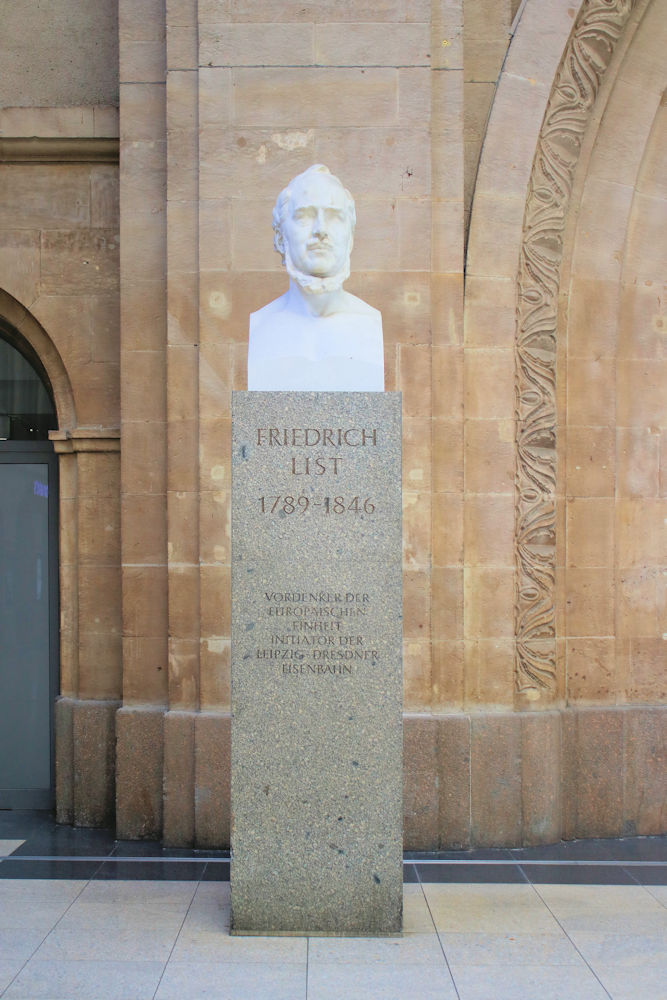 FRIEDRICH
LIST
1789-1846
VORDENKER DER
EUROPÄISCHEN
EINHEIT
INITIATOR DER
LEIPZIG-DRESDNER
EISENBAHN